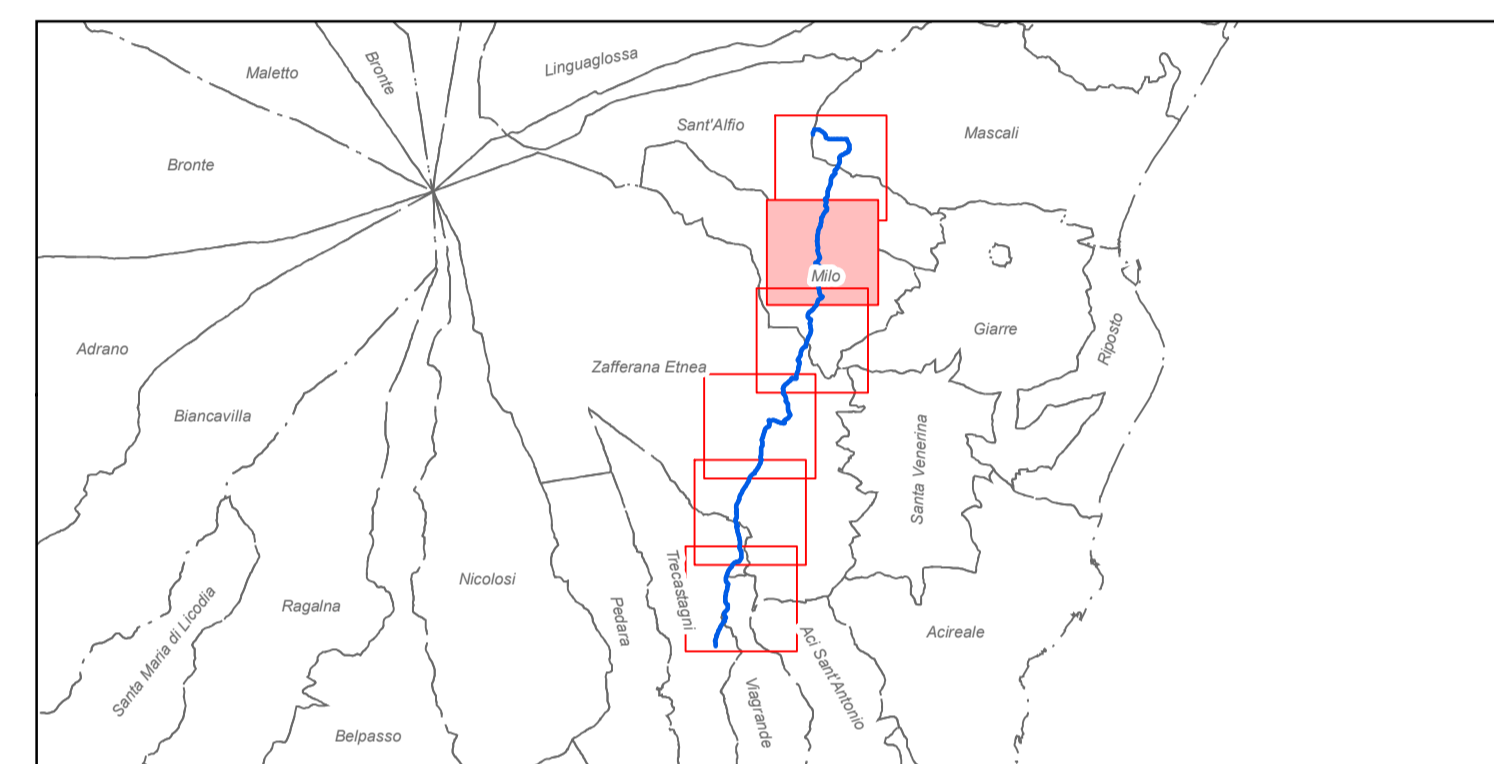 Linguaglossa
Maletto
Bronte
Sant'Alfio
Mascali
Bronte
Milo
Giarre
Riposto
Adrano
Zafferana Etnea
Biancavilla
Santa Venerina
Nicolosi
Trecastagni
Ragalna
Pedara
Santa Maria di Licodia
Acireale
Aci Sant'Antonio
Viagrande
Belpasso